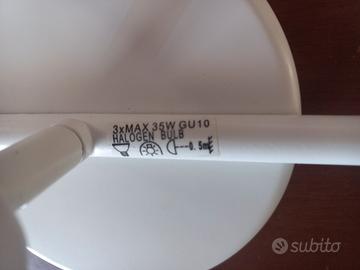 3xMAX 35W GU10
HALOGEN BULB
0.5m
subito